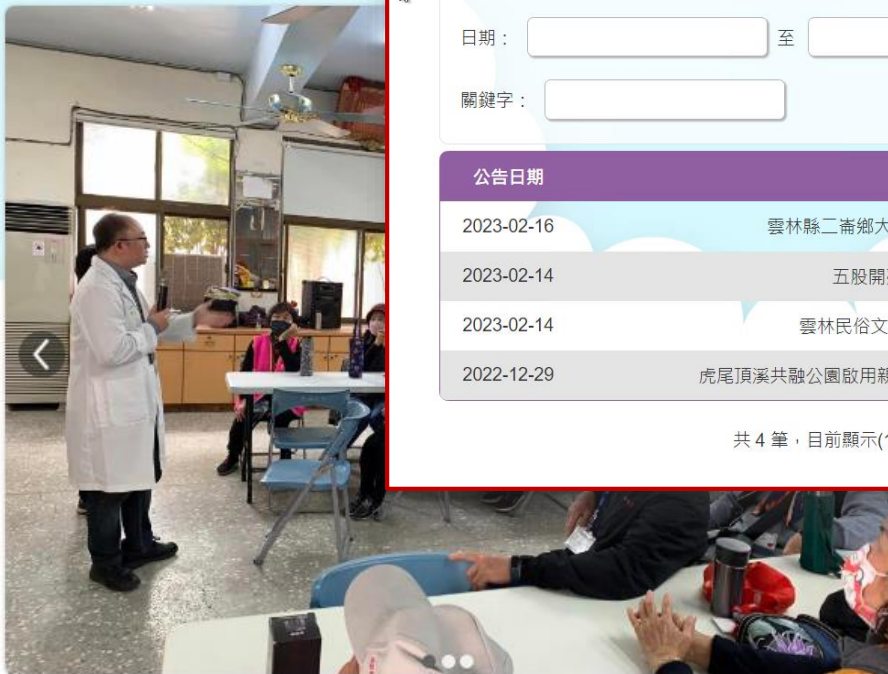 日期：
至
關鍵字：
公告日期
2023-02-16
雲林縣二崙鄉大
2023-02-14
五股開
2023-02-14
雲林民俗文
2022-12-29
虎尾頂溪共融公園啟用
共 4 筆，目前顯示(1